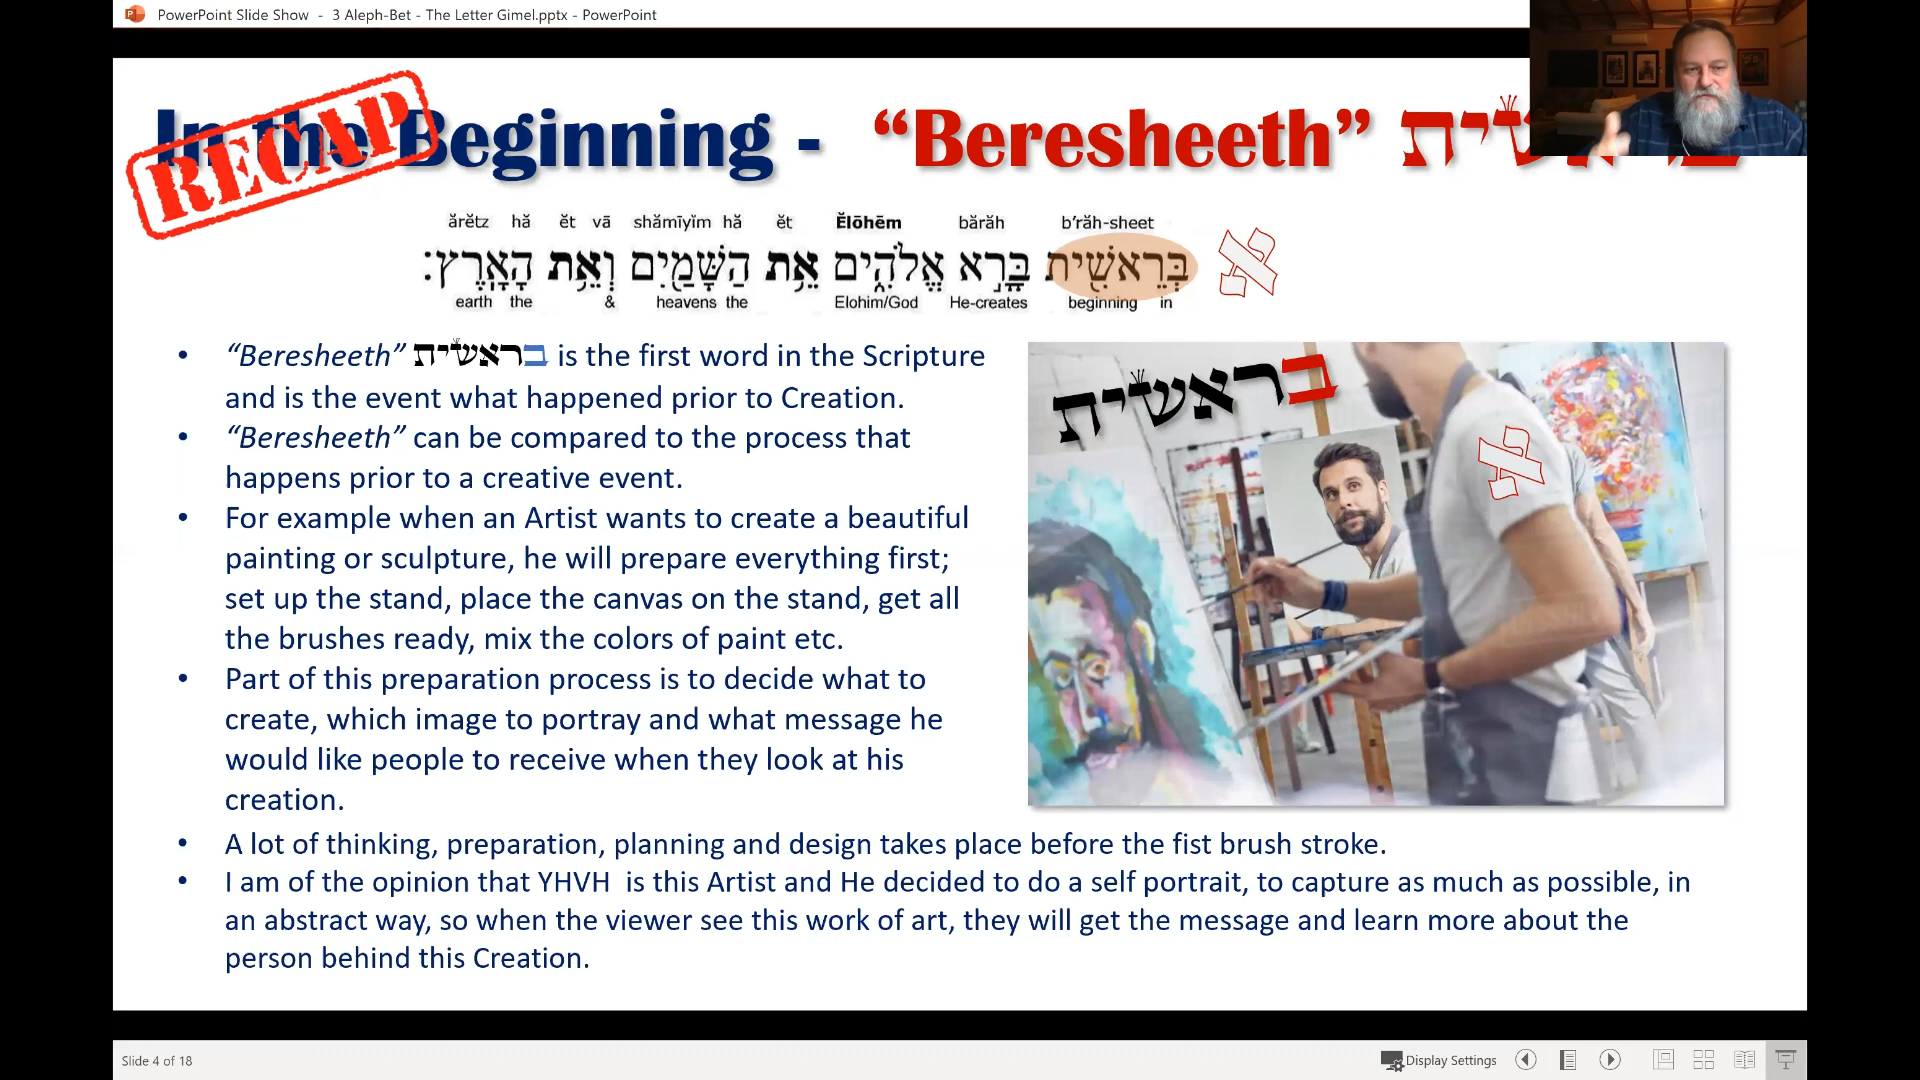 PowerPoint Slide Show - 3 Aleph-Bet - The Letter Gimel.pptx - PowerPoint
RECAP
In the Beginning - “Beresheeth”
ărĕtz hă ĕt vā shămīyĭm hă ĕt Ĕlōhēm bărăh b’răh-sheet
בְּרֵאשִׁ֖ית בָּרָ֣א אֱלֹהִ֑ים אֵ֥ת הַשָּׁמַ֖יִם וְאֵ֥ת הָאָֽרֶץ׃ א
earth the & heavens the Elohim/God He-creates beginning in
• “Beresheeth” בראשית is the first word in the Scripture
and is the event what happened prior to Creation.
• “Beresheeth” can be compared to the process that
happens prior to a creative event.
• For example when an Artist wants to create a beautiful
painting or sculpture, he will prepare everything first;
set up the stand, place the canvas on the stand, get all
the brushes ready, mix the colors of paint etc.
• Part of this preparation process is to decide what to
create, which image to portray and what message he
would like people to receive when they look at his
creation.
בראשית
א
• A lot of thinking, preparation, planning and design takes place before the fist brush stroke.
• I am of the opinion that YHVH is this Artist and He decided to do a self portrait, to capture as much as possible, in
an abstract way, so when the viewer see this work of art, they will get the message and learn more about the
person behind this Creation.
Slide 4 of 18
Display Settings